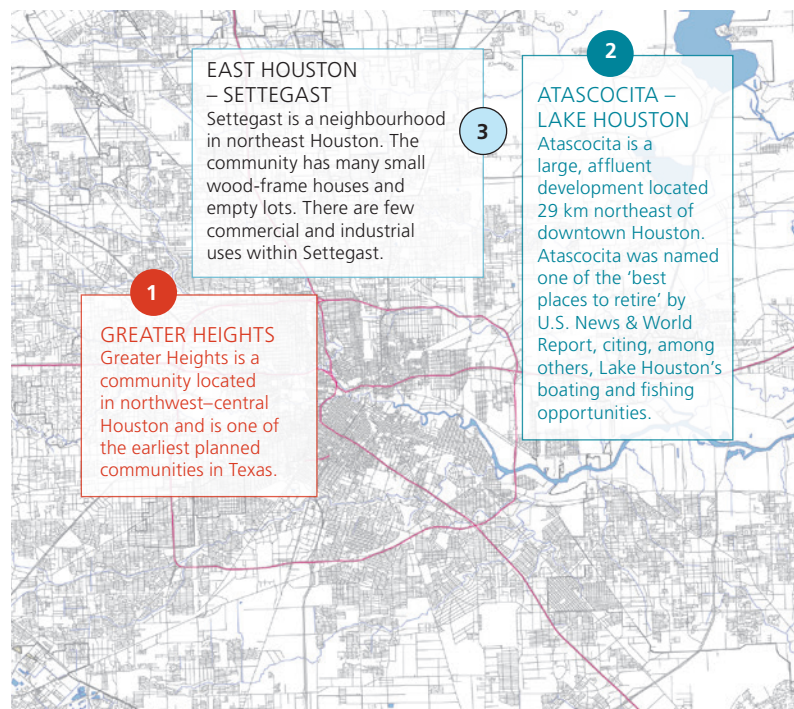 EAST HOUSTON
– SETTEGAST
Settegast is a neighbourhood
in northeast Houston. The
community has many small
wood-frame houses and
empty lots. There are few
commercial and industrial
uses within Settegast.
3
2
ATASCOCITA –
LAKE HOUSTON
Atascocita is a
large, affluent
development located
29 km northeast of
downtown Houston.
Atascocita was named
one of the ‘best
places to retire’ by
U.S. News & World
Report, citing, among
others, Lake Houston’s
boating and fishing
opportunities.
1
GREATER HEIGHTS
Greater Heights is a
community located
in northwest–central
Houston and is one of
the earliest planned
communities in Texas.